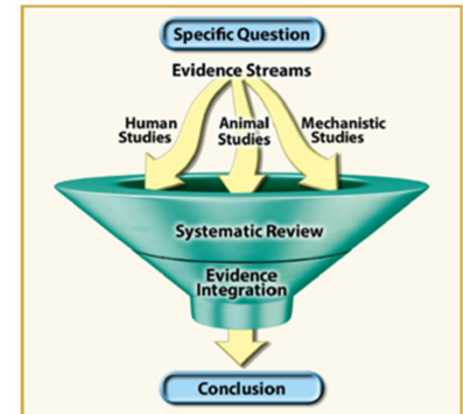 Specific Question
Evidence Streams
Human
Studies
Animal
Studies
Mechanistic
Studies
Systematic Review
Evidence
Integration
Conclusion